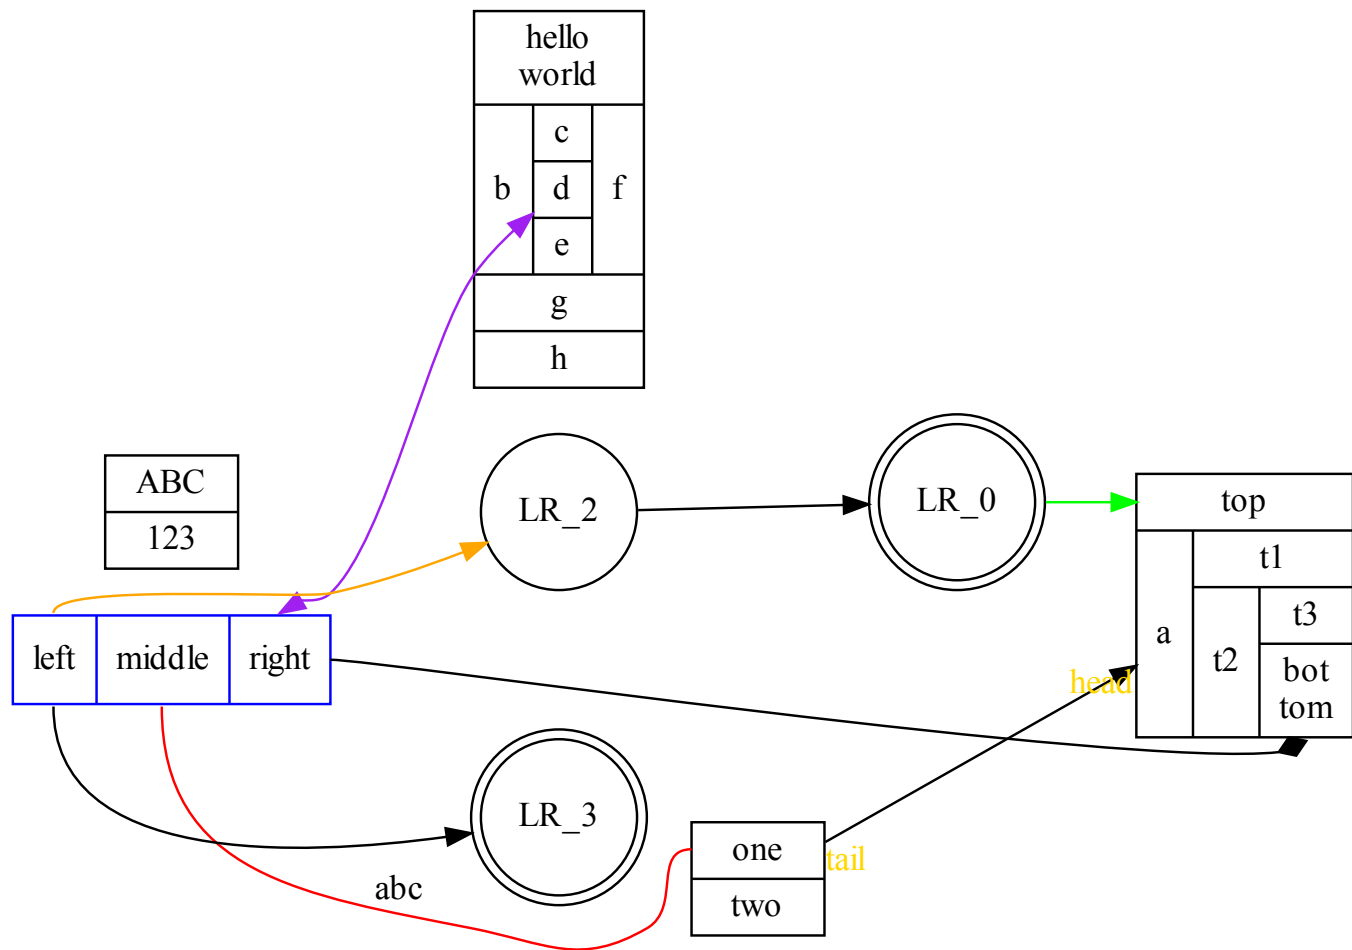 hello
world
b
c
d
e
f
g
h
ABC
123
LR_2
LR_0
top
a
t1
t2
t3
bot
tom
left
middle
right
head
LR_3
one
two
tail
abc